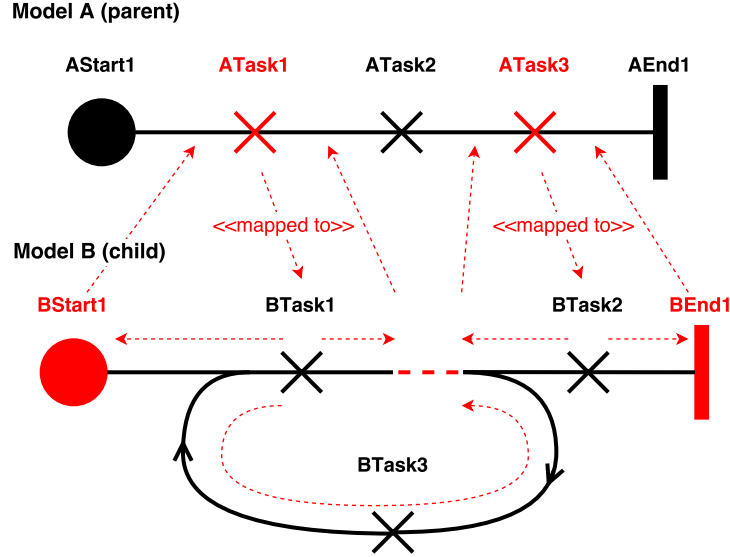 Model A (parent)
AStart1 ATask1 ATask2 ATask3 AEnd1
<<mapped to>> <<mapped to>>
Model B (child)
BStart1 BTask1 BTask2 BEnd1
BTask3